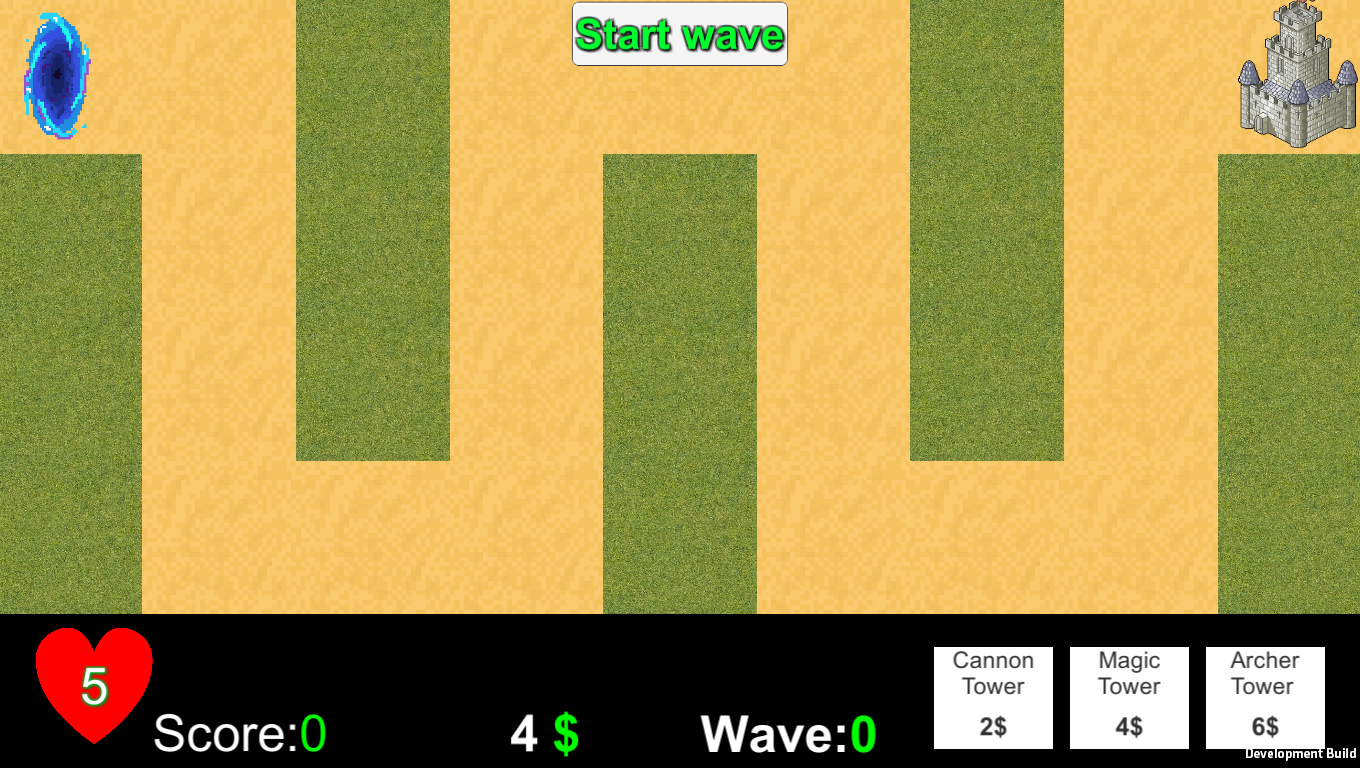 Start wave
5
Score:0
4 $
Wave:0
Cannon
Tower
2$
Magic
Tower
4$
Archer
Tower
6$
Development Build